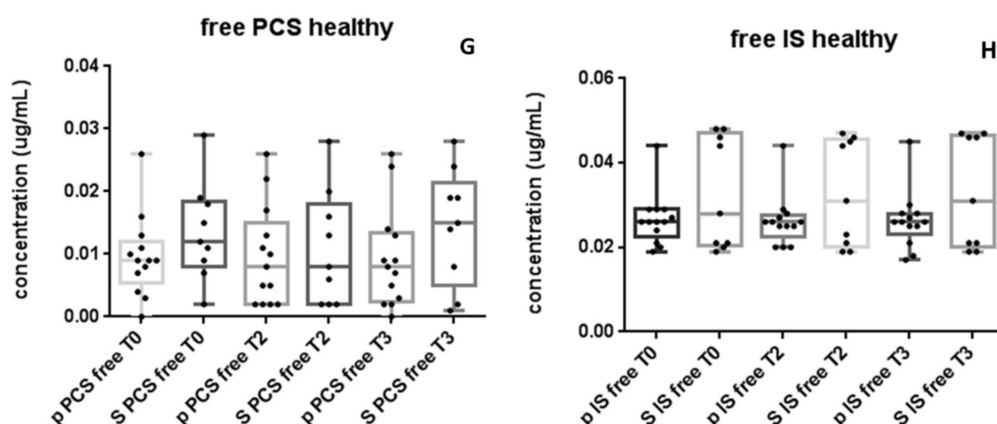 free PCS healthy
G
concentration (ug/mL)
0.04
0.03
0.02
0.01
0.00
p PCS free T0
S PCS free T0
p PCS free T2
S PCS free T2
p PCS free T3
S PCS free T3
free IS healthy
H
concentration (ug/mL)
0.06
0.04
0.02
0.00
p IS free T0
S IS free T0
p IS free T2
S IS free T2
p IS free T3
S IS free T3